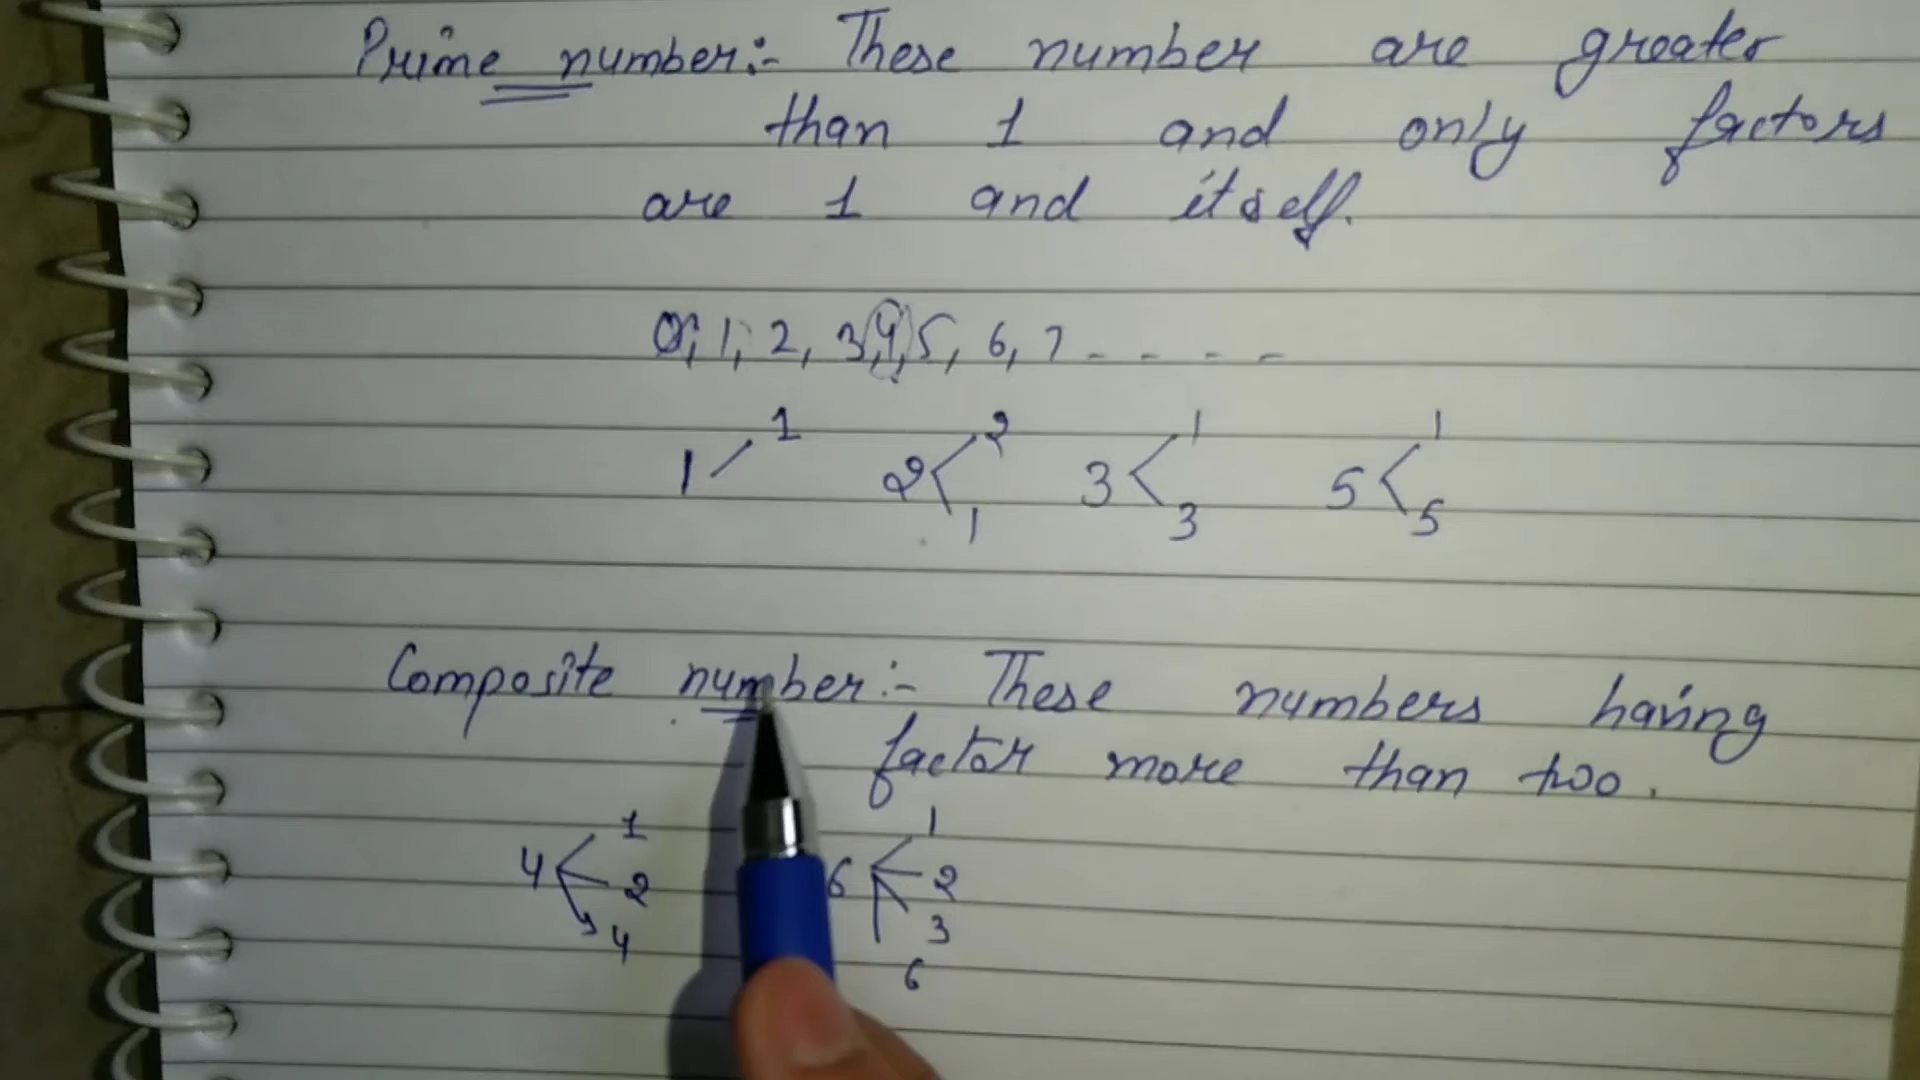 Prime number:- These number are greater
than 1 and only factors
are 1 and itself.
0, 1, 2, 3, 4, 5, 6, 7 - - - -
1 2 1 1
1 2 3 5
1 3 5
Composite number:- These numbers having
factor more than two.
1 1
4 2 6 2
4 3
6